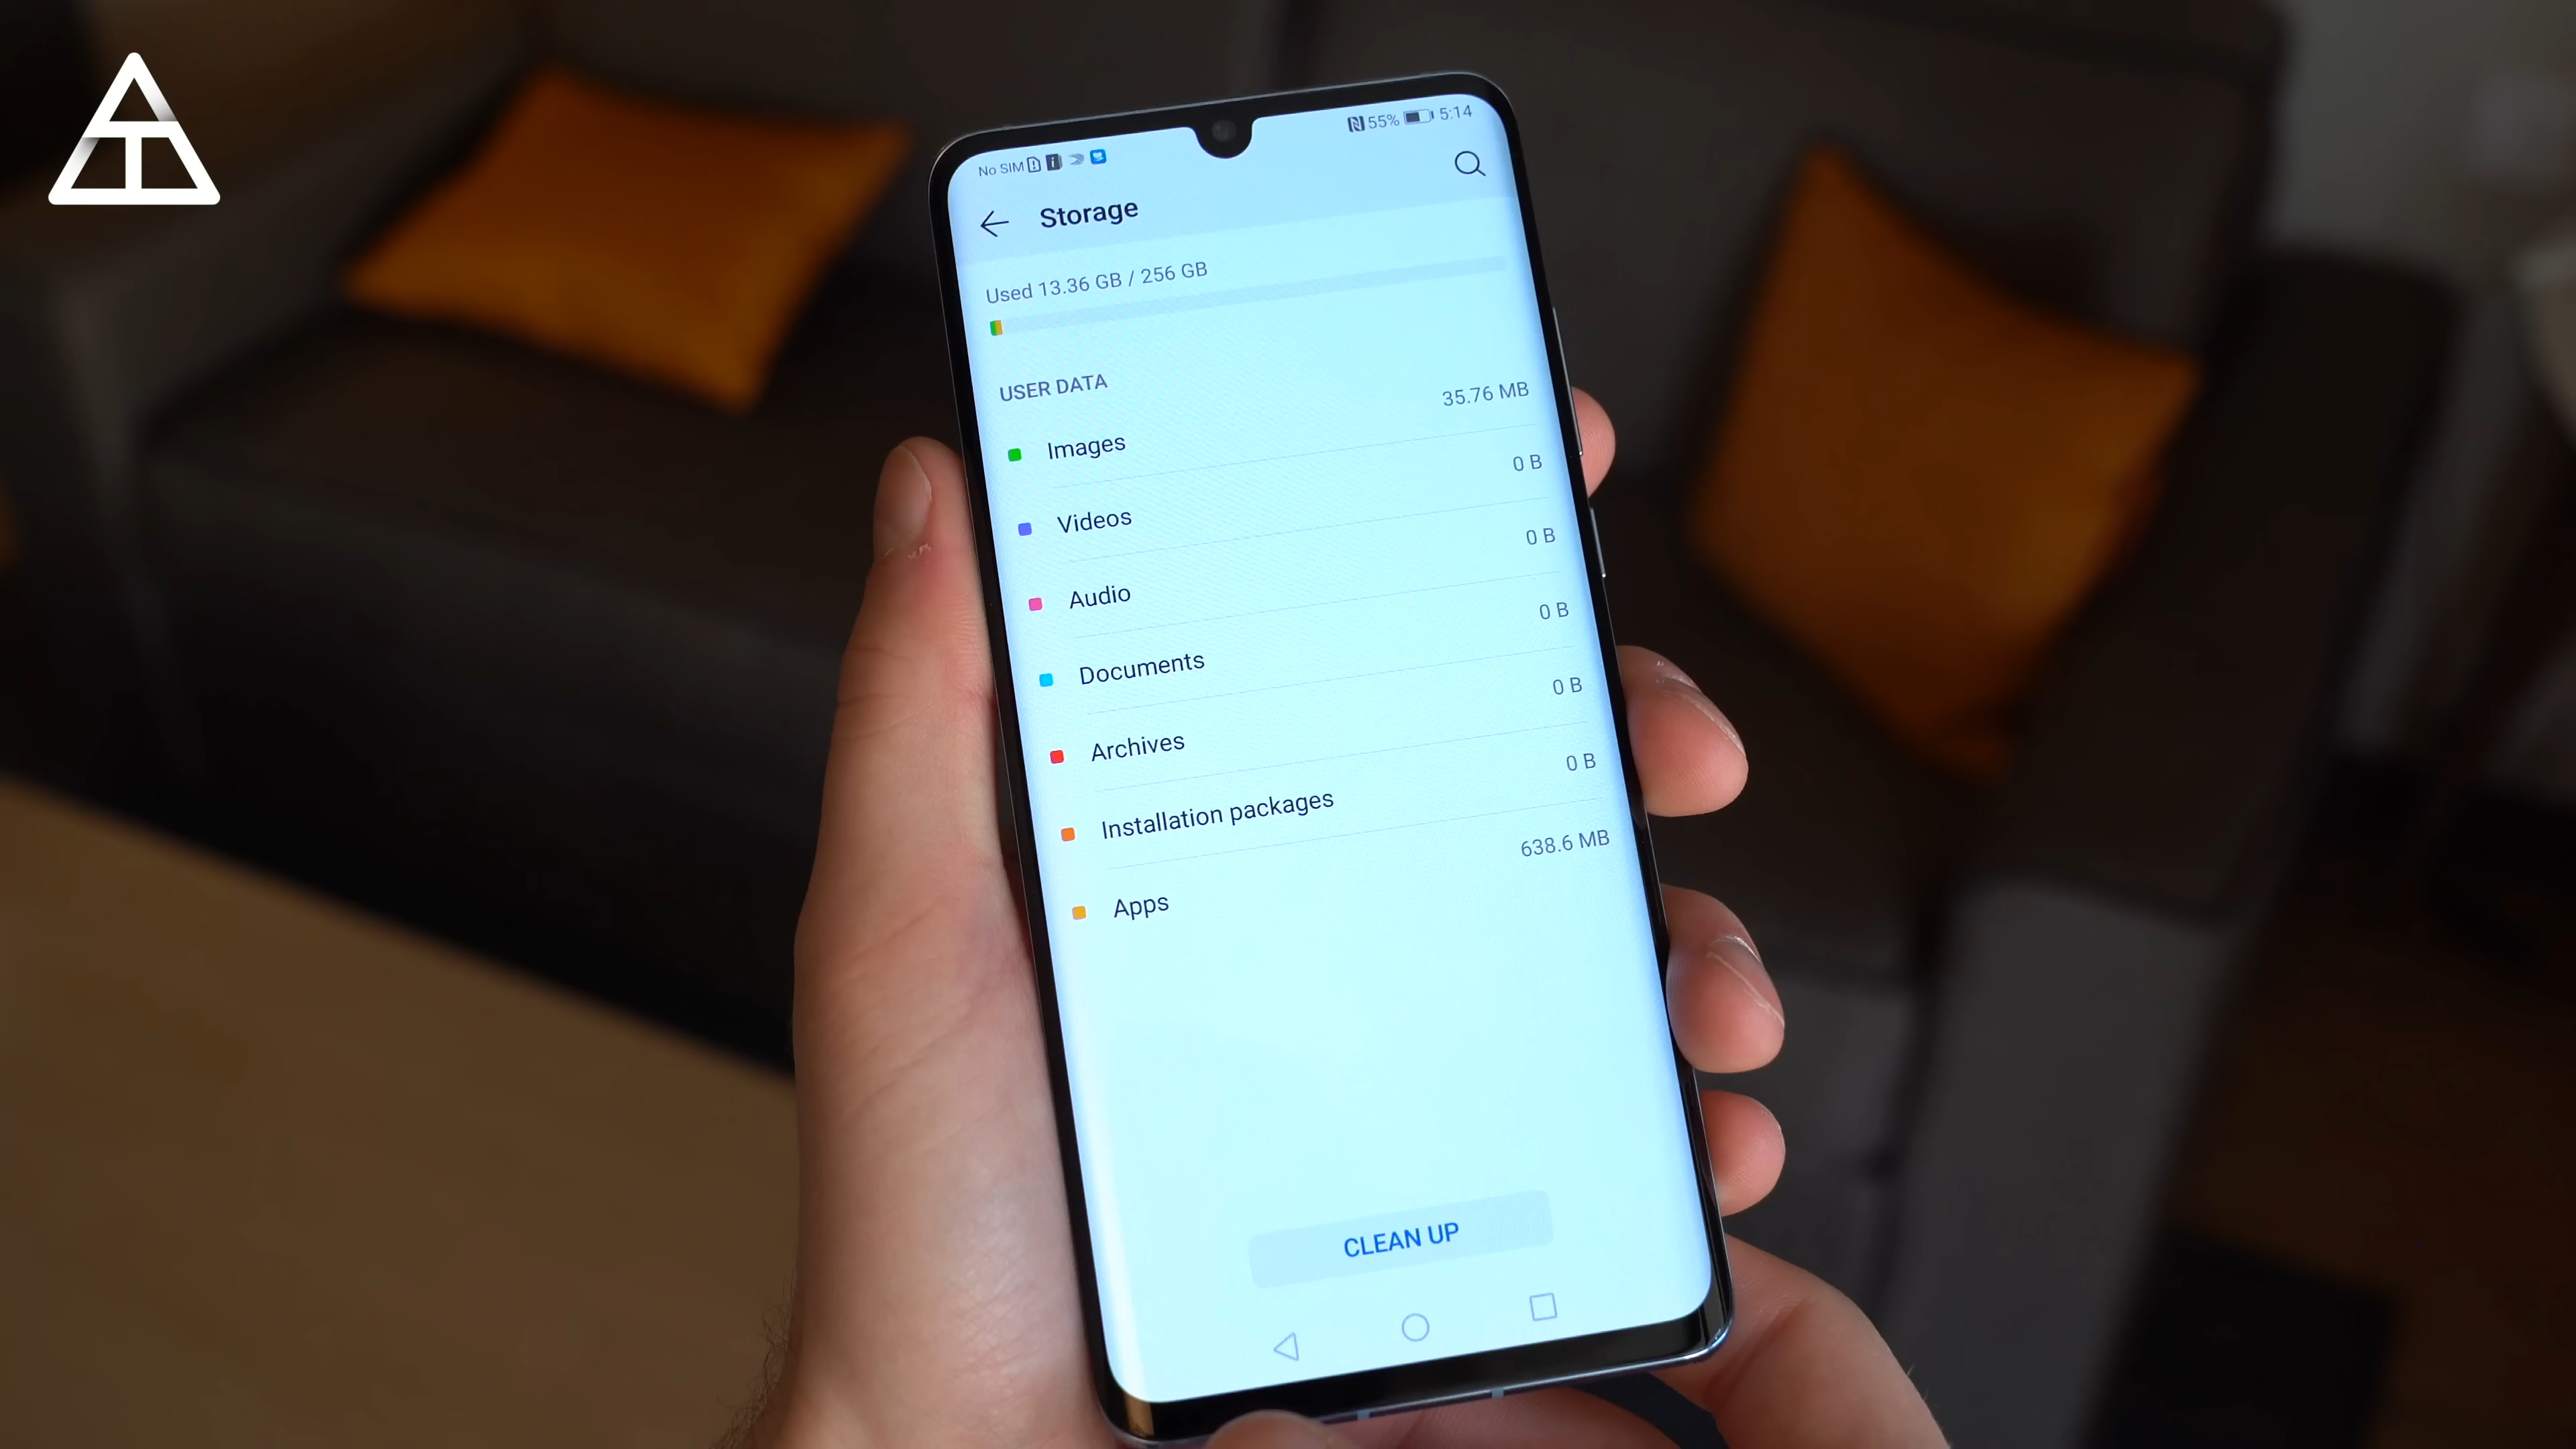 No SIM
55% 5:14
Storage
Used 13.36 GB / 256 GB
USER DATA
Images 35.76 MB
Videos 0 B
Audio 0 B
Documents 0 B
Archives 0 B
Installation packages 0 B
Apps 638.6 MB
CLEAN UP